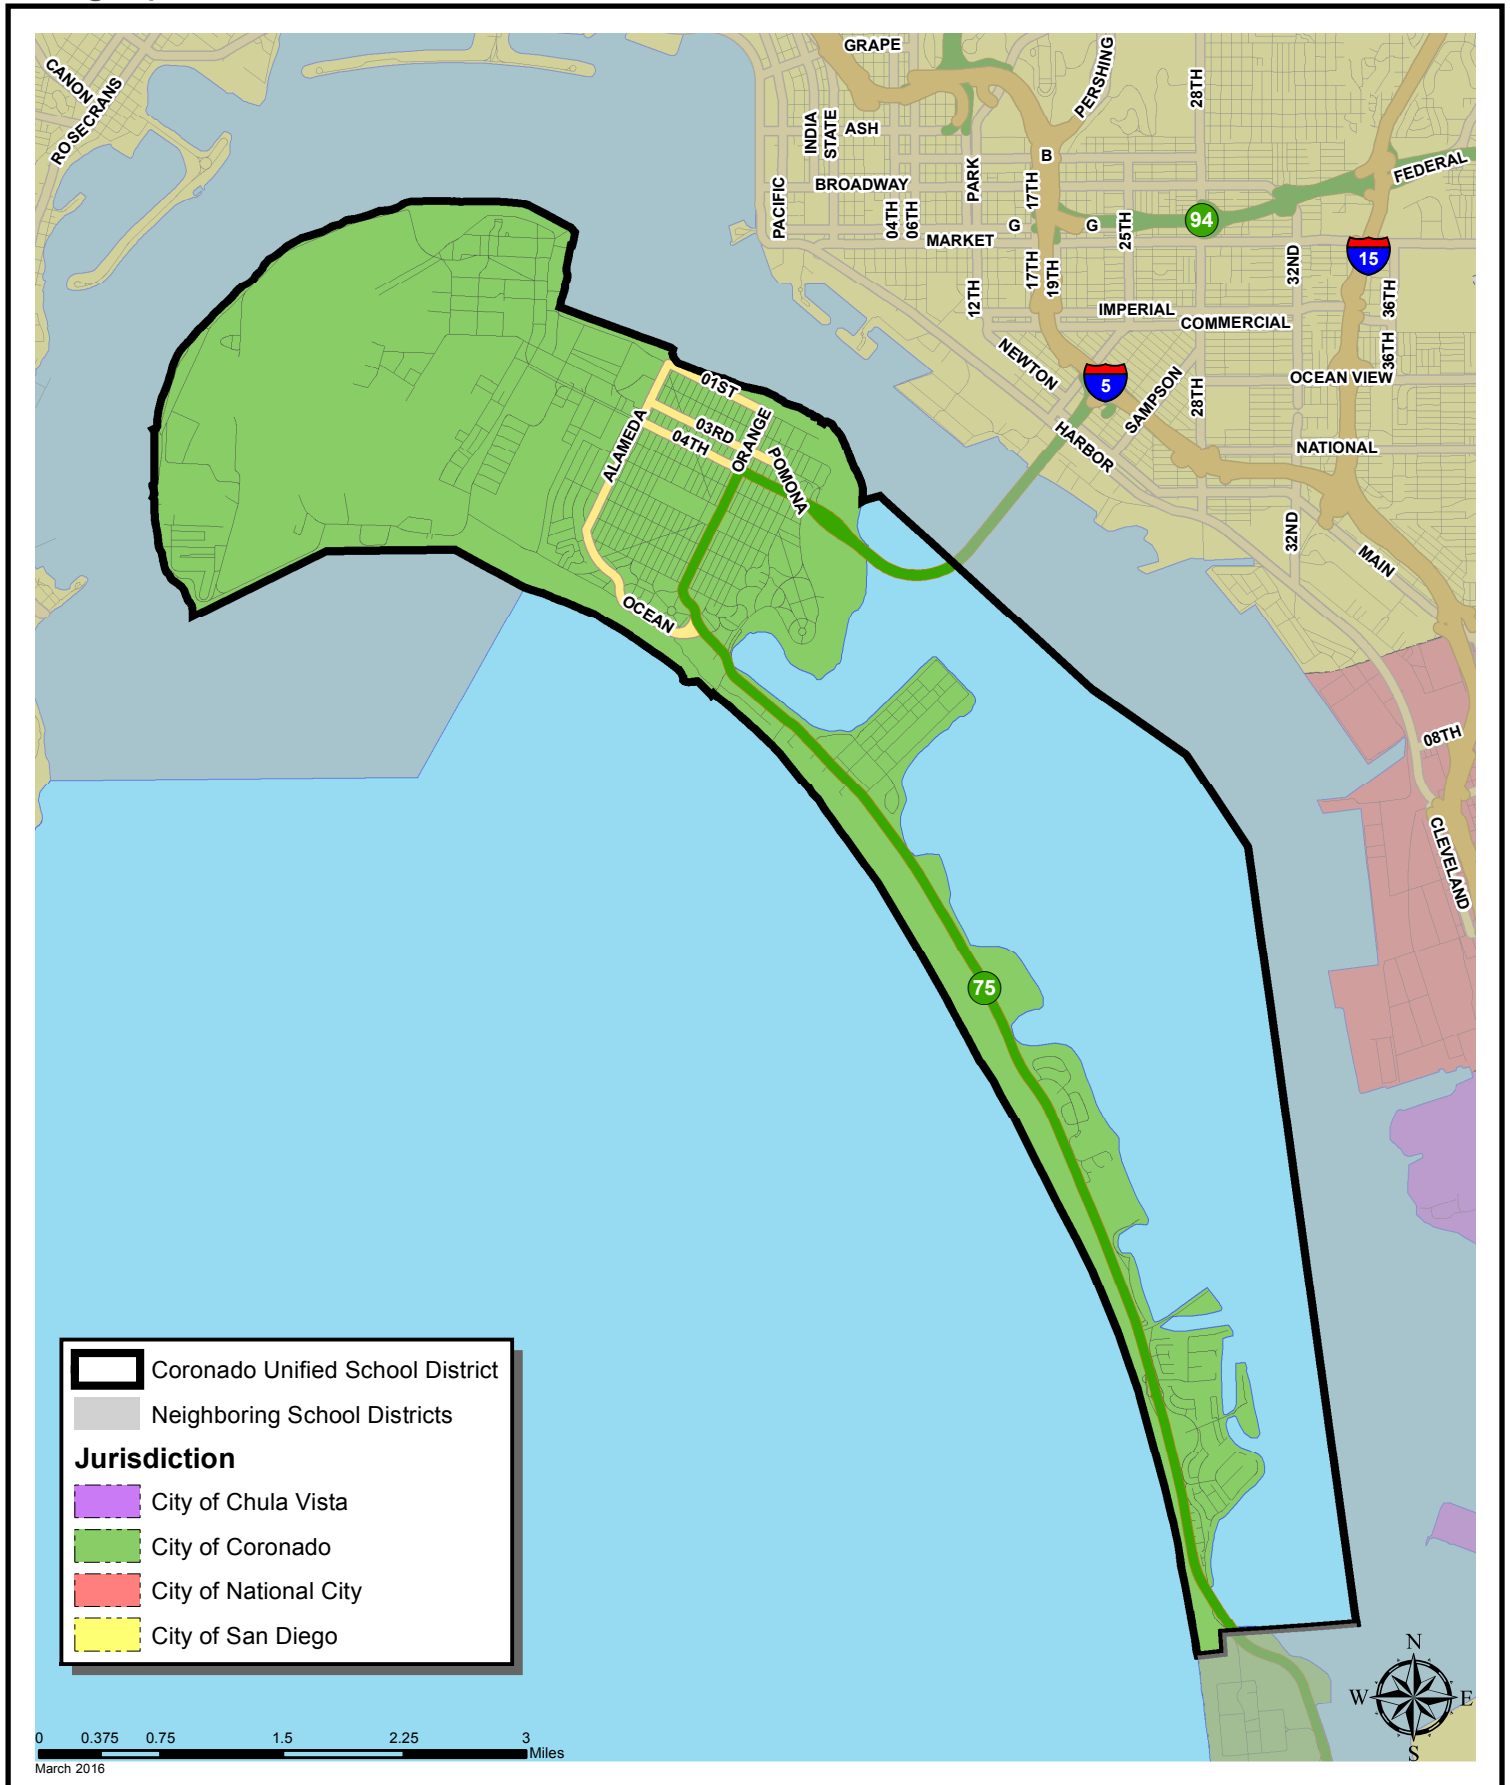 CANON
ROSECRANS
GRAPE
PERSHING
28TH
INDIA
STATE
ASH
B
FEDERAL
PACIFIC
BROADWAY
PARK
17TH
04TH
06TH
MARKET
G
G
25TH
94
32ND
15
17TH
19TH
12TH
IMPERIAL
COMMERCIAL
36TH
36TH
NEWTON
5
SAMPSON
28TH
OCEAN VIEW
HARBOR
NATIONAL
01ST
ALAMEDA
03RD
04TH
ORANGE
POMONA
32ND
MAIN
OCEAN
08TH
CLEVELAND
75
Coronado Unified School District
Neighboring School Districts
Jurisdiction
City of Chula Vista
City of Coronado
City of National City
City of San Diego
N
W
E
S
0 0.375 0.75 1.5 2.25 3
Miles
March 2016